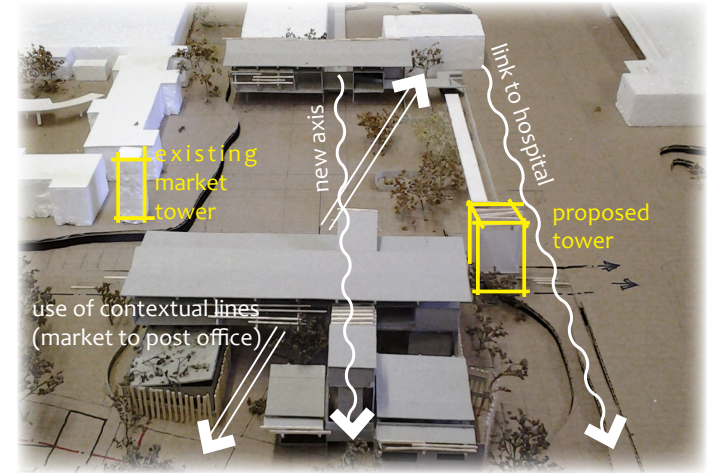 link to hospital
new axis
existing
market
tower
proposed
tower
use of contextual lines
(market to post office)